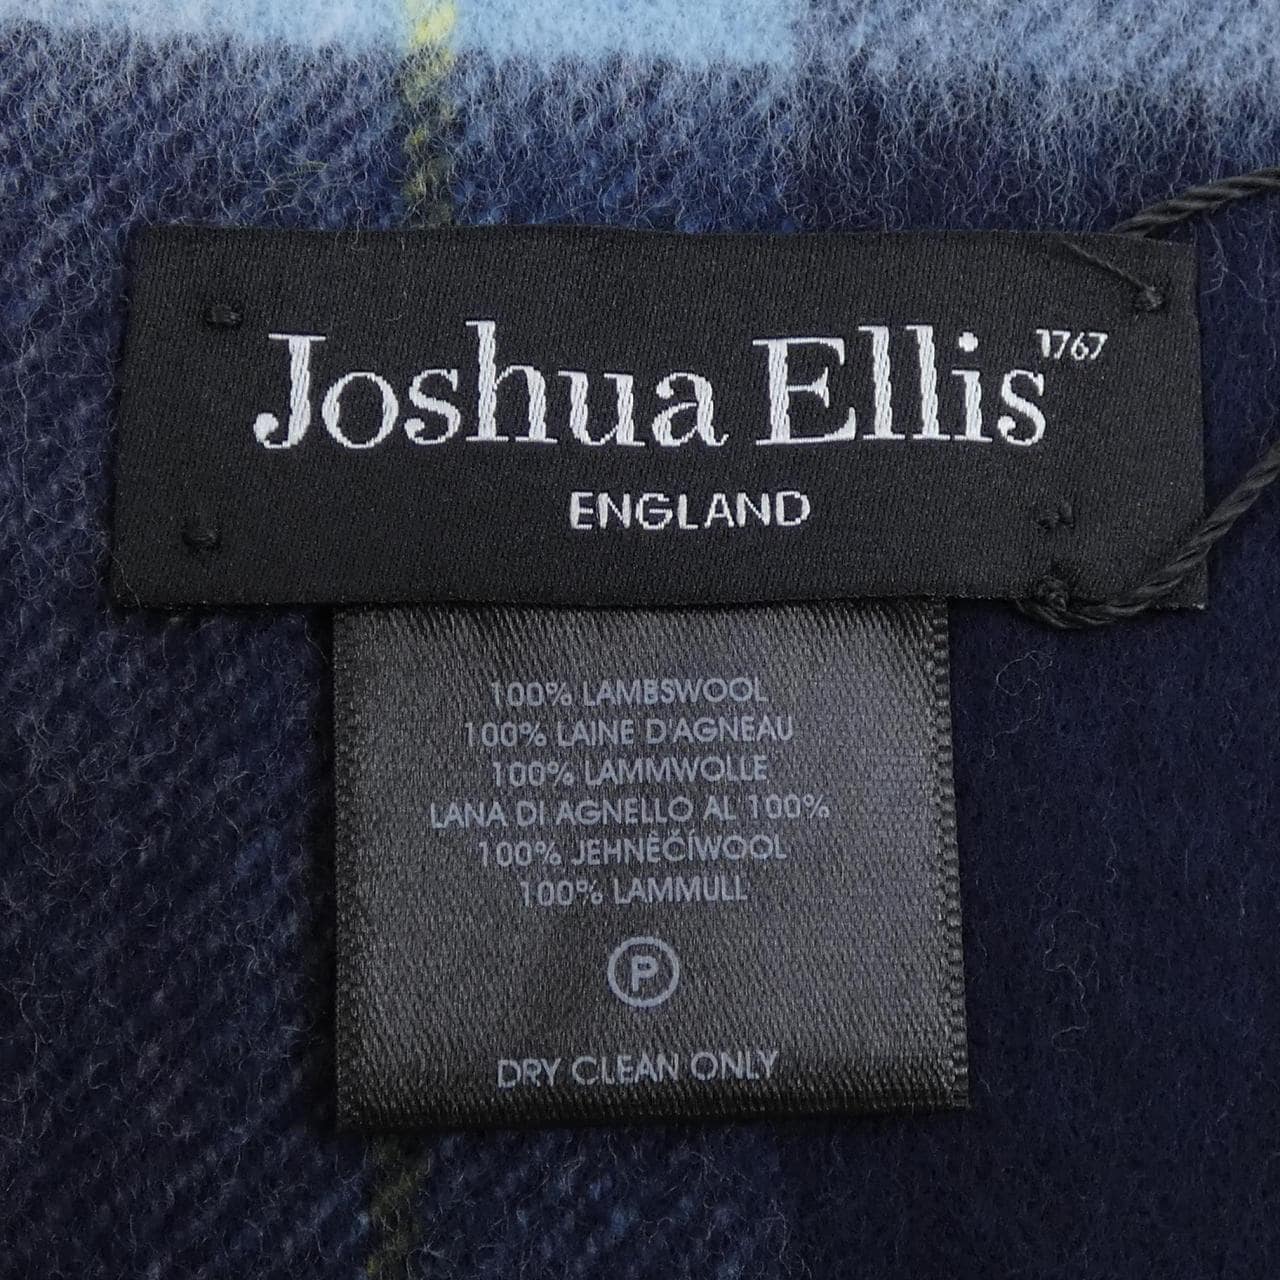 Joshua Ellis 1767
ENGLAND
100% LAMBSWOOL
100% LAINE D'AGNEAU
100% LAMMWOLLE
LANA DI AGNELLO AL 100%
100% JEHNĚČÍWOOL
100% LAMMULL
P
DRY CLEAN ONLY